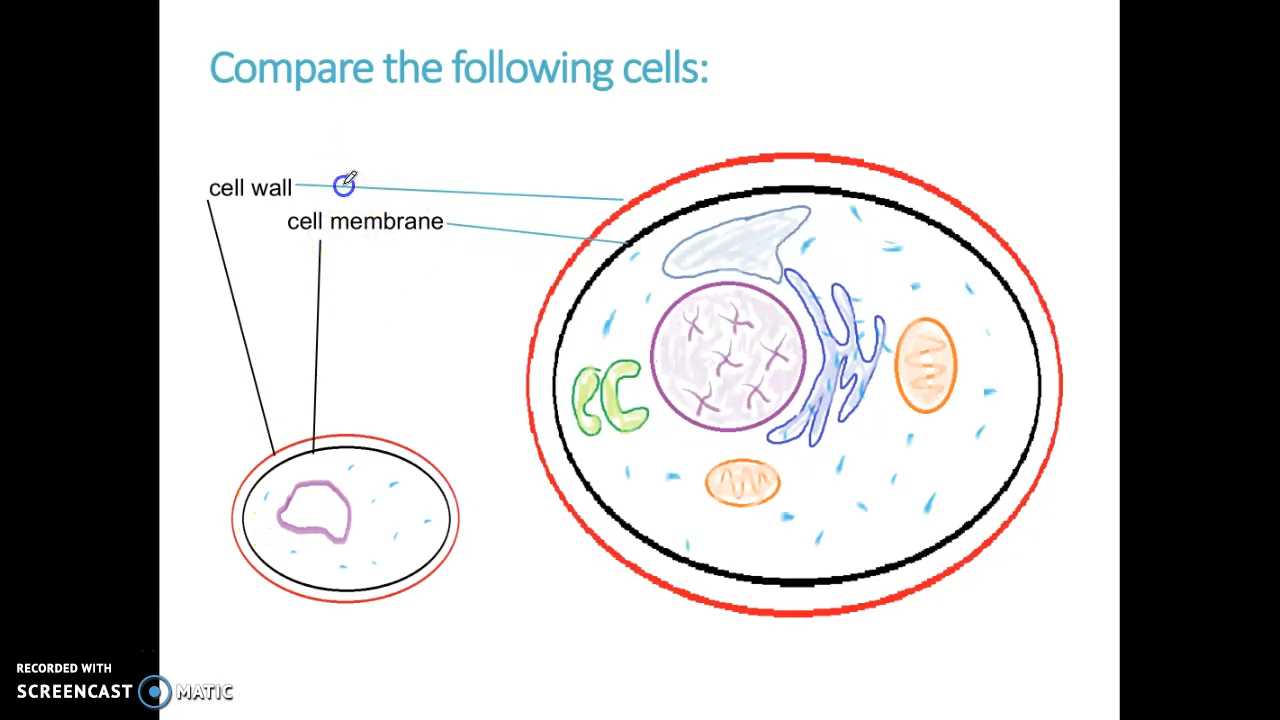 Compare the following cells:
cell wall
cell membrane
RECORDED WITH
SCREENCAST MATIC